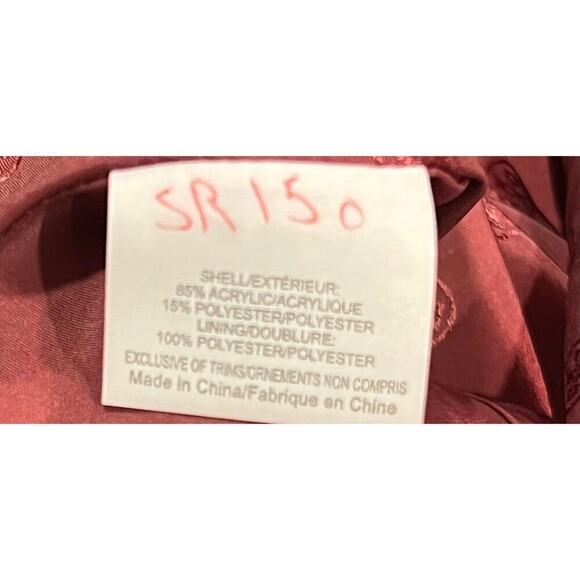 SR150
SHELL/EXTÉRIEUR:
85% ACRYLIC/ACRYLIQUE
15% POLYESTER/POLYESTER
LINING/DOUBLURE:
100% POLYESTER/POLYESTER
EXCLUSIVE OF TRIMS/ORNEMENTS NON COMPRIS
Made in China/Fabrique en Chine